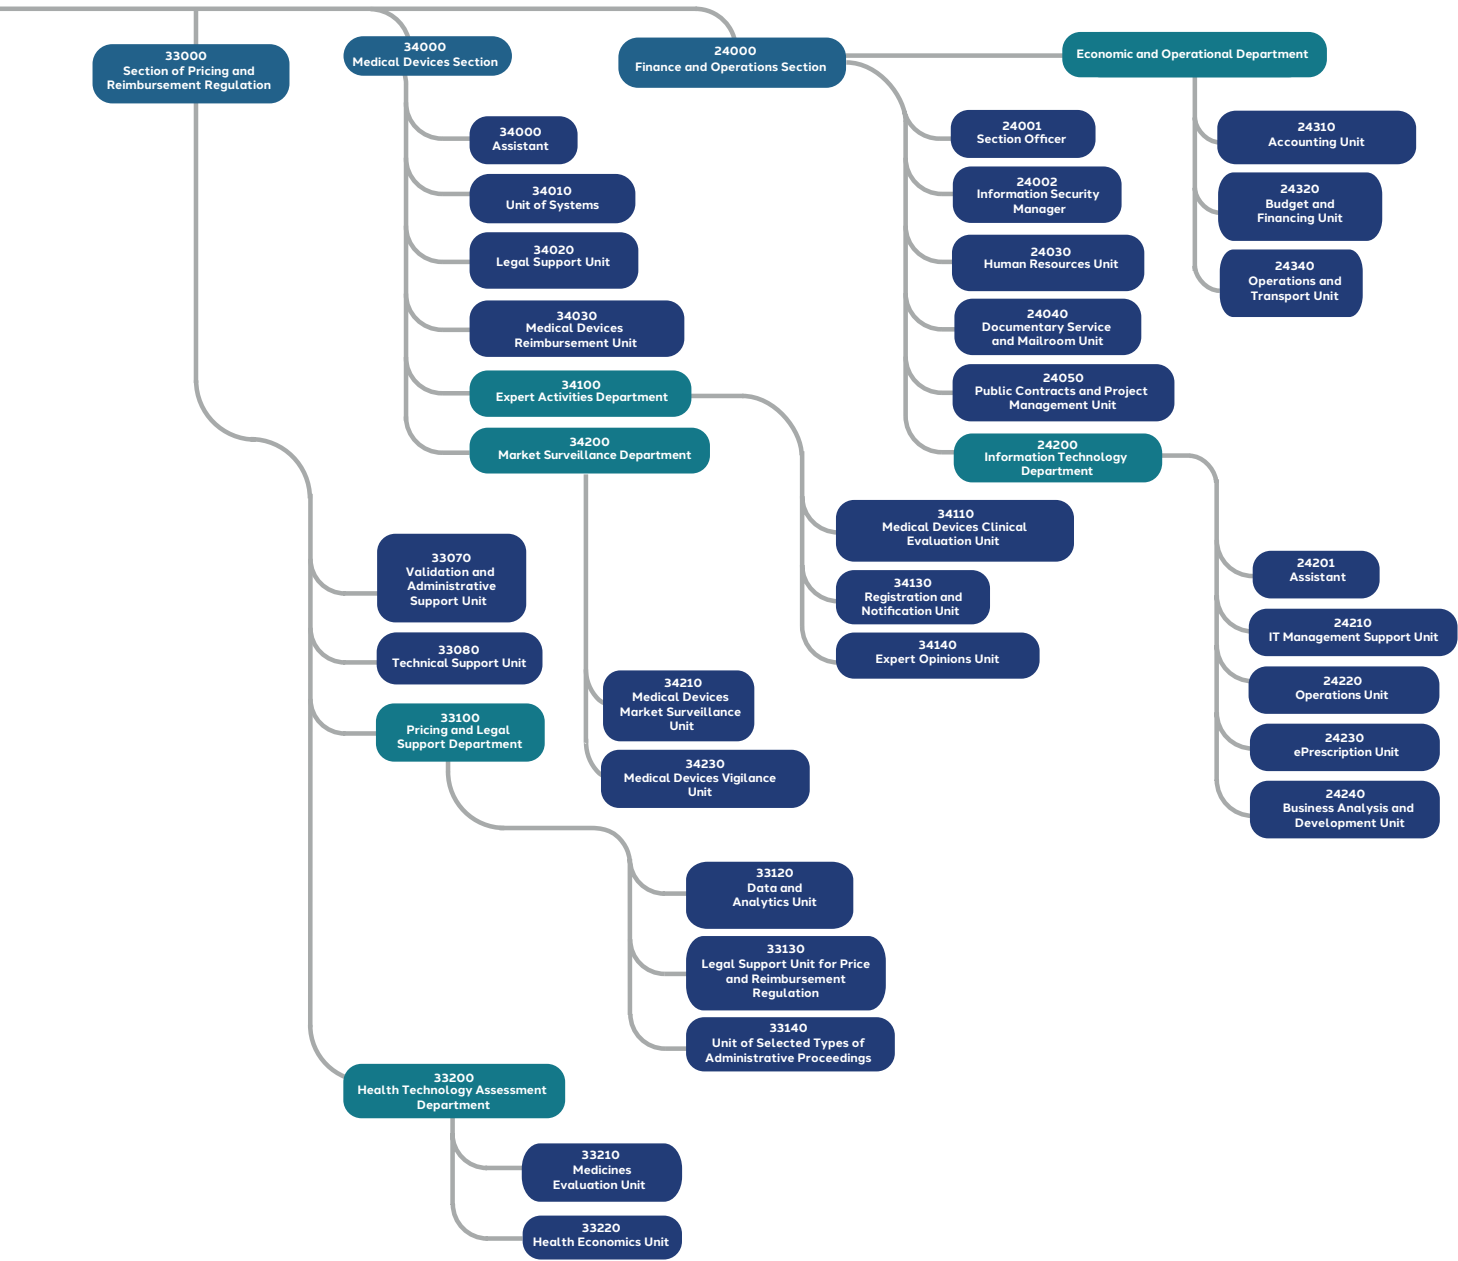 33000
Section of Pricing and
Reimbursement Regulation
34000
Medical Devices Section
24000
Finance and Operations Section
Economic and Operational Department
34000
Assistant
34010
Unit of Systems
34020
Legal Support Unit
34030
Medical Devices
Reimbursement Unit
34100
Expert Activities Department
34200
Market Surveillance Department
24001
Section Officer
24002
Information Security
Manager
24030
Human Resources Unit
24040
Documentary Service
and Mailroom Unit
24050
Public Contracts and Project
Management Unit
24200
Information Technology
Department
24310
Accounting Unit
24320
Budget and
Financing Unit
24340
Operations and
Transport Unit
34110
Medical Devices Clinical
Evaluation Unit
34130
Registration and
Notification Unit
34140
Expert Opinions Unit
24201
Assistant
24210
IT Management Support Unit
24220
Operations Unit
24230
ePrescription Unit
24240
Business Analysis and
Development Unit
33070
Validation and
Administrative
Support Unit
33080
Technical Support Unit
33100
Pricing and Legal
Support Department
34210
Medical Devices
Market Surveillance
Unit
34230
Medical Devices Vigilance
Unit
33120
Data and
Analytics Unit
33130
Legal Support Unit for Price
and Reimbursement
Regulation
33140
Unit of Selected Types of
Administrative Proceedings
33200
Health Technology Assessment
Department
33210
Medicines
Evaluation Unit
33220
Health Economics Unit